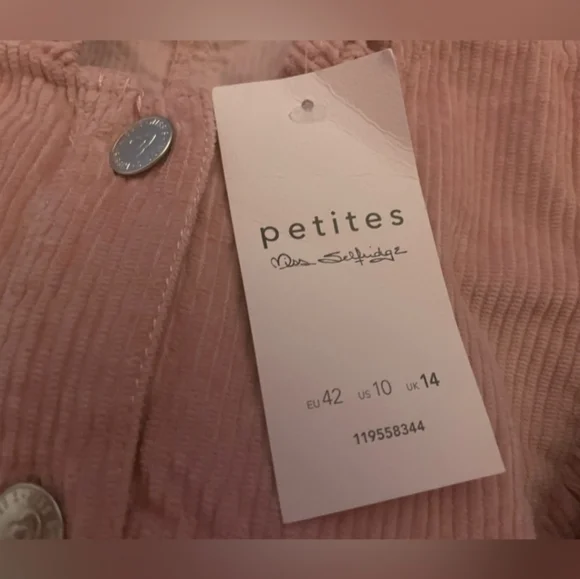 petites
Miss Selfridge
EU 42 US 10 UK 14
119558344